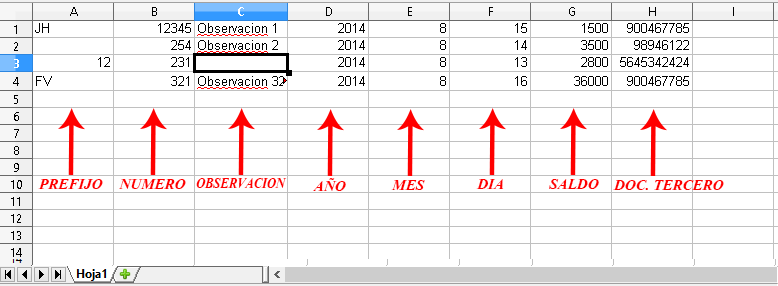 A B C D E F G H I
1 JH 12345 Observacion 1 2014 8 15 1500 900467785
2 254 Observacion 2 2014 8 14 3500 98946122
3 12 231 2014 8 13 2800 5645342424
4 FV 321 Observacion 32 2014 8 16 36000 900467785
5
6
7
8
9
10 PREFIJO NUMERO OBSERVACION AÑO MES DIA SALDO DOC. TERCERO
11
12
13
14
Hoja1